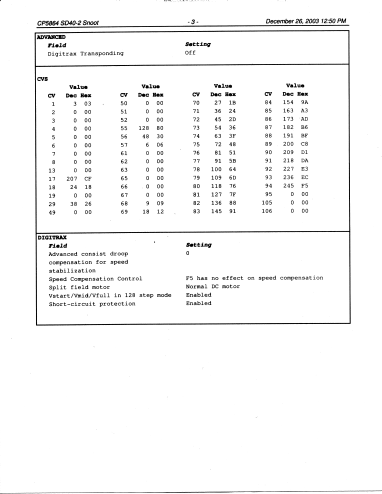 CP5864 SD40-2 Snoot - 3 - December 26, 2003 12:50 PM
ADVANCED
Field Setting
Digitrax Transponding Off
CVS
Value Value Value Value
CV Dec Hex CV Dec Hex CV Dec Hex CV Dec Hex
1 3 03 50 0 00 70 27 1B 84 154 9A
2 0 00 51 0 00 71 36 24 85 163 A3
3 0 00 52 0 00 72 45 2D 86 173 AD
4 0 00 55 128 80 73 54 36 87 182 B6
5 0 00 56 48 30 74 63 3F 88 191 BF
6 0 00 57 6 06 75 72 48 89 200 C8
7 0 00 61 0 00 76 81 51 90 209 D1
8 0 00 62 0 00 77 91 5B 91 218 DA
13 0 00 63 0 00 78 100 64 92 227 E3
17 207 CF 65 0 00 79 109 6D 93 236 EC
18 24 18 66 0 00 80 118 76 94 245 F5
19 0 00 67 0 00 81 127 7F 95 0 00
29 38 26 68 9 09 82 136 88 105 0 00
49 0 00 69 18 12 83 145 91 106 0 00
DIGITRAX
Field Setting
Advanced consist droop 0
compensation for speed
stabilization
Speed Compensation Control F5 has no effect on speed compensation
Split field motor Normal DC motor
Vstart/Vmid/Vfull in 128 step mode Enabled
Short-circuit protection Enabled